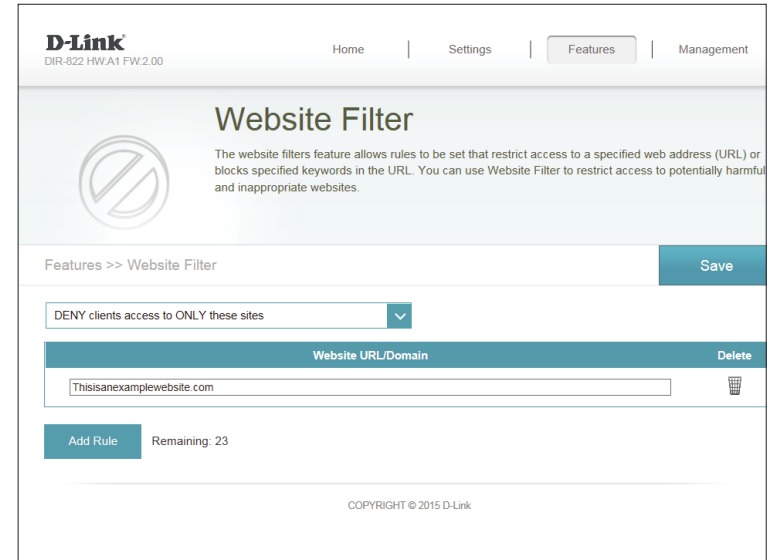 D-Link
DIR-822 HW:A1 FW:2.00
Home | Settings | Features | Management
Website Filter
The website filters feature allows rules to be set that restrict access to a specified web address (URL) or
blocks specified keywords in the URL. You can use Website Filter to restrict access to potentially harmful
and inappropriate websites.
Features >> Website Filter
Save
DENY clients access to ONLY these sites
Website URL/Domain Delete
Thisisanexamplewebsite.com
Add Rule Remaining: 23
COPYRIGHT © 2015 D-Link